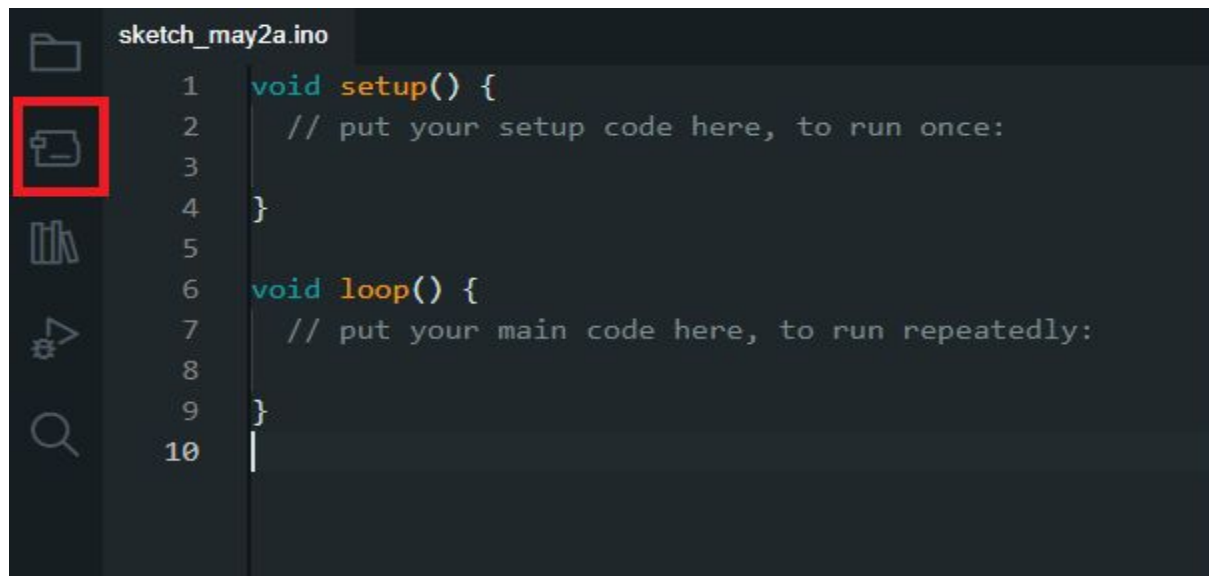 sketch_may2a.ino
1 void setup() {
2 // put your setup code here, to run once:
3
4 }
5
6 void loop() {
7 // put your main code here, to run repeatedly:
8
9 }
10